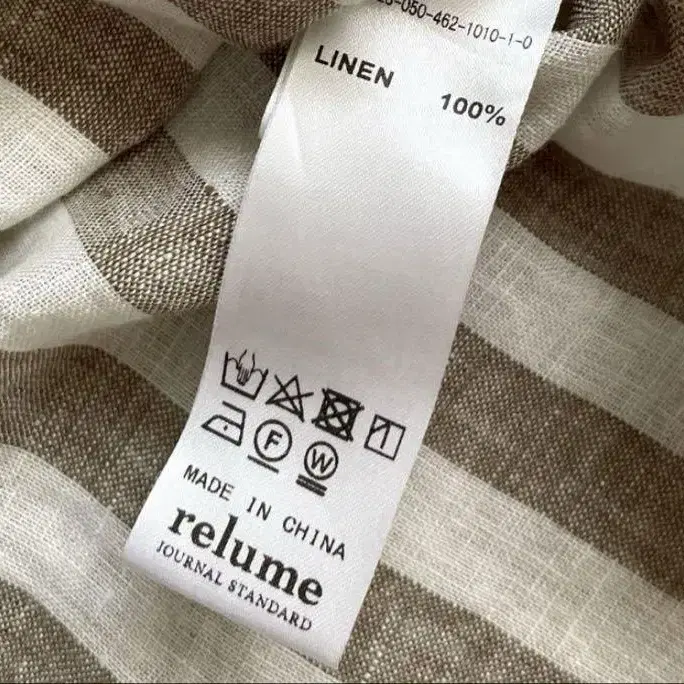 -050-462-1010-1-0
LINEN
100%
F
W
MADE IN CHINA
relume
JOURNAL STANDARD